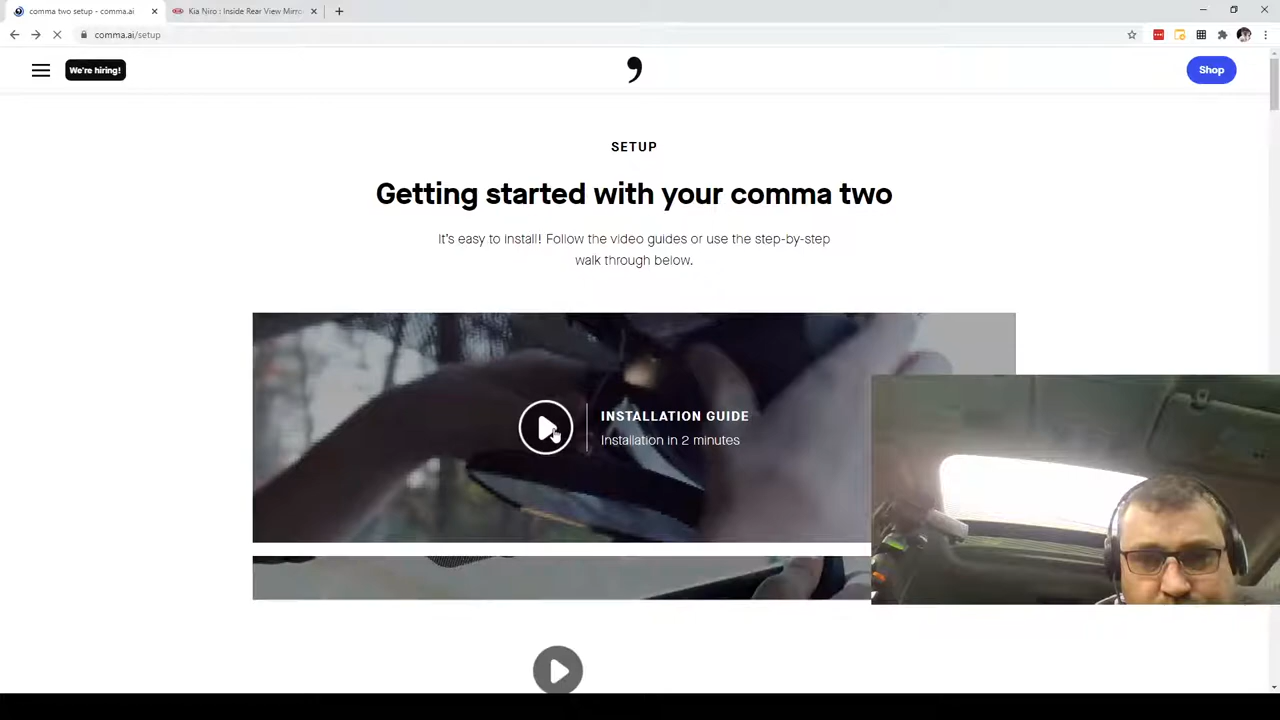 comma two setup - comma.ai
Kia Niro : Inside Rear View Mirro
comma.ai/setup
We're hiring!
Shop
SETUP
Getting started with your comma two
It's easy to install! Follow the video guides or use the step-by-step
walk through below.
INSTALLATION GUIDE
Installation in 2 minutes